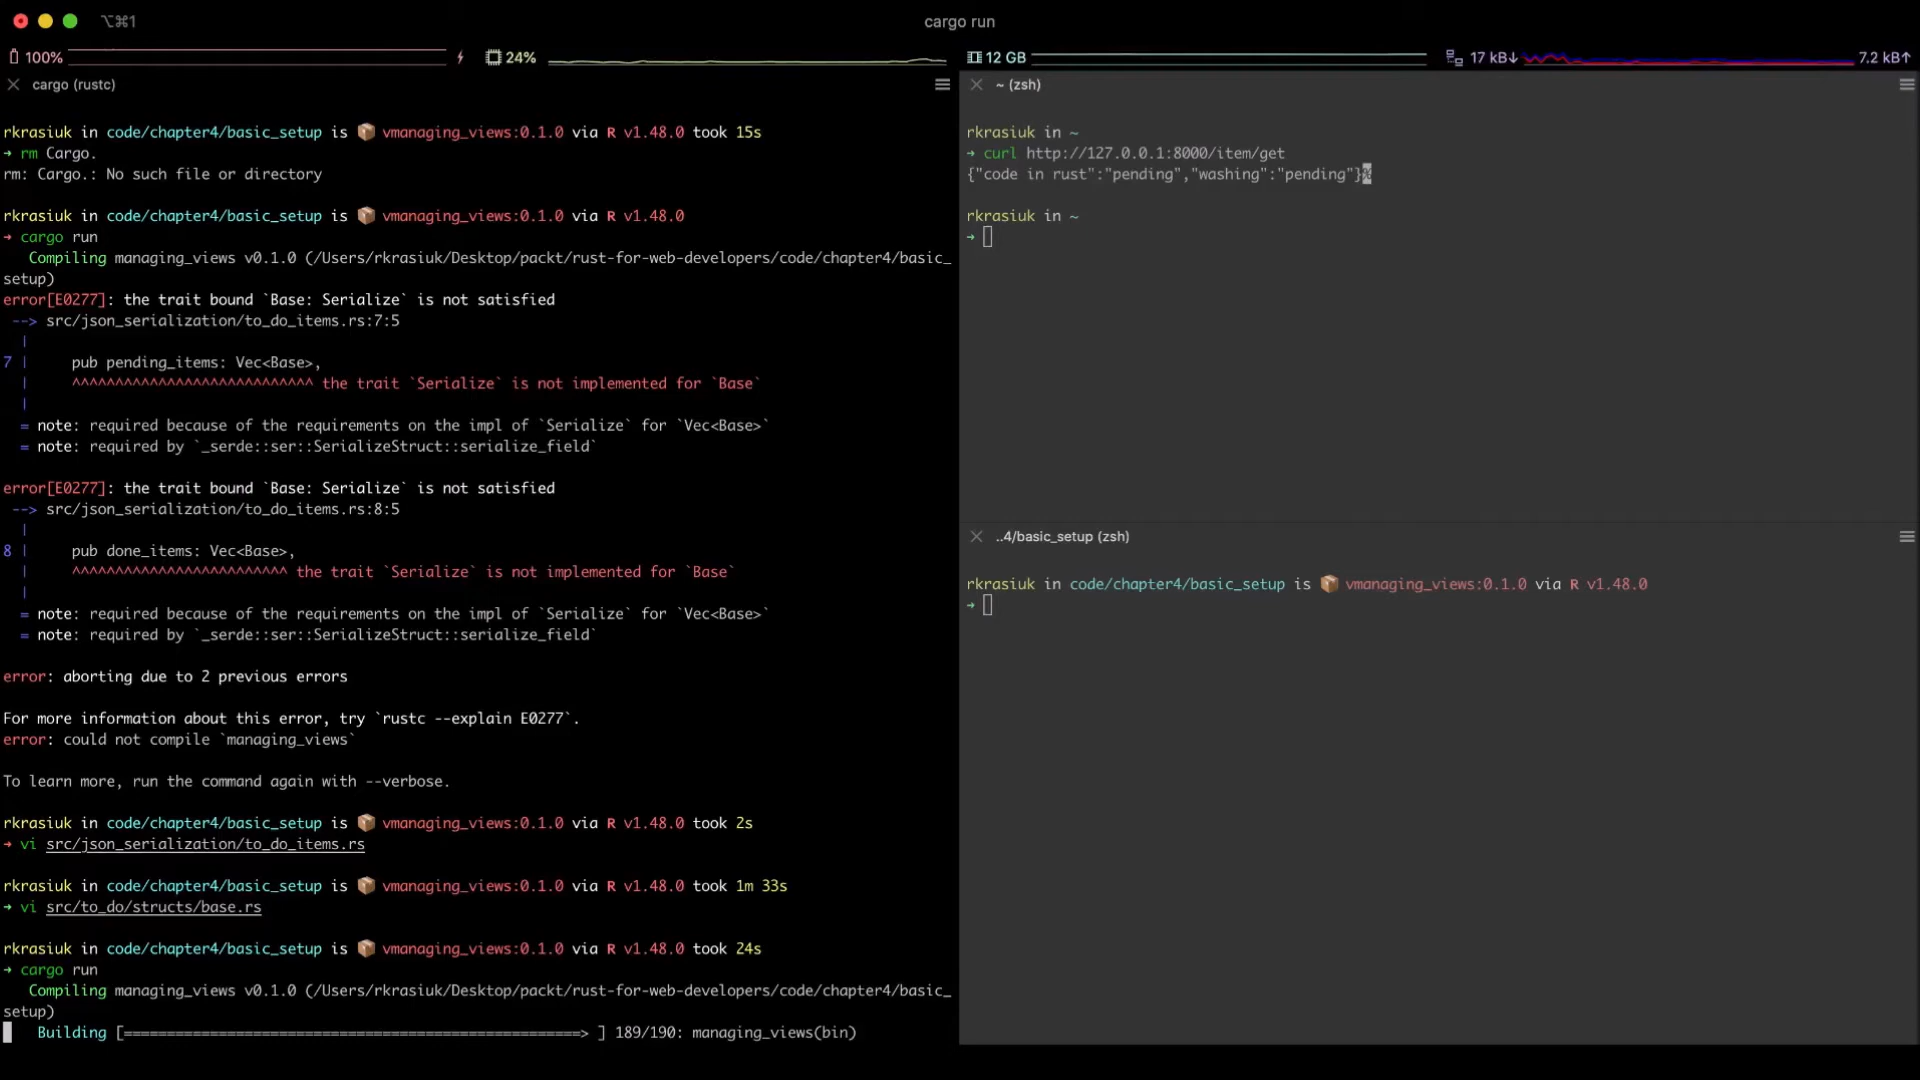 ⌥⌘1
cargo run
100%
24%
12 GB
17 kB↓
7.2 kB↑
cargo (rustc)
rkrasiuk in code/chapter4/basic_setup is 📦 vmanaging_views:0.1.0 via R v1.48.0 took 15s
➜ rm Cargo.
rm: Cargo.: No such file or directory
rkrasiuk in code/chapter4/basic_setup is 📦 vmanaging_views:0.1.0 via R v1.48.0
➜ cargo run
Compiling managing_views v0.1.0 (/Users/rkrasiuk/Desktop/packt/rust-for-web-developers/code/chapter4/basic_
setup)
error[E0277]: the trait bound `Base: Serialize` is not satisfied
--> src/json_serialization/to_do_items.rs:7:5
|
7 | pub pending_items: Vec<Base>,
| ^^^^^^^^^^^^^^^^^^^^^^^^^^^^ the trait `Serialize` is not implemented for `Base`
|
= note: required because of the requirements on the impl of `Serialize` for `Vec<Base>`
= note: required by `_serde::ser::SerializeStruct::serialize_field`
error[E0277]: the trait bound `Base: Serialize` is not satisfied
--> src/json_serialization/to_do_items.rs:8:5
|
8 | pub done_items: Vec<Base>,
| ^^^^^^^^^^^^^^^^^^^^^^^^^ the trait `Serialize` is not implemented for `Base`
|
= note: required because of the requirements on the impl of `Serialize` for `Vec<Base>`
= note: required by `_serde::ser::SerializeStruct::serialize_field`
error: aborting due to 2 previous errors
For more information about this error, try `rustc --explain E0277`.
error: could not compile `managing_views`
To learn more, run the command again with --verbose.
rkrasiuk in code/chapter4/basic_setup is 📦 vmanaging_views:0.1.0 via R v1.48.0 took 2s
➜ vi src/json_serialization/to_do_items.rs
rkrasiuk in code/chapter4/basic_setup is 📦 vmanaging_views:0.1.0 via R v1.48.0 took 1m 33s
➜ vi src/to_do/structs/base.rs
rkrasiuk in code/chapter4/basic_setup is 📦 vmanaging_views:0.1.0 via R v1.48.0 took 24s
➜ cargo run
Compiling managing_views v0.1.0 (/Users/rkrasiuk/Desktop/packt/rust-for-web-developers/code/chapter4/basic_
setup)
Building [=====================================================> ] 189/190: managing_views(bin)
~ (zsh)
rkrasiuk in ~
➜ curl http://127.0.0.1:8000/item/get
{"code in rust":"pending","washing":"pending"}%
rkrasiuk in ~
➜
..4/basic_setup (zsh)
rkrasiuk in code/chapter4/basic_setup is 📦 vmanaging_views:0.1.0 via R v1.48.0
➜